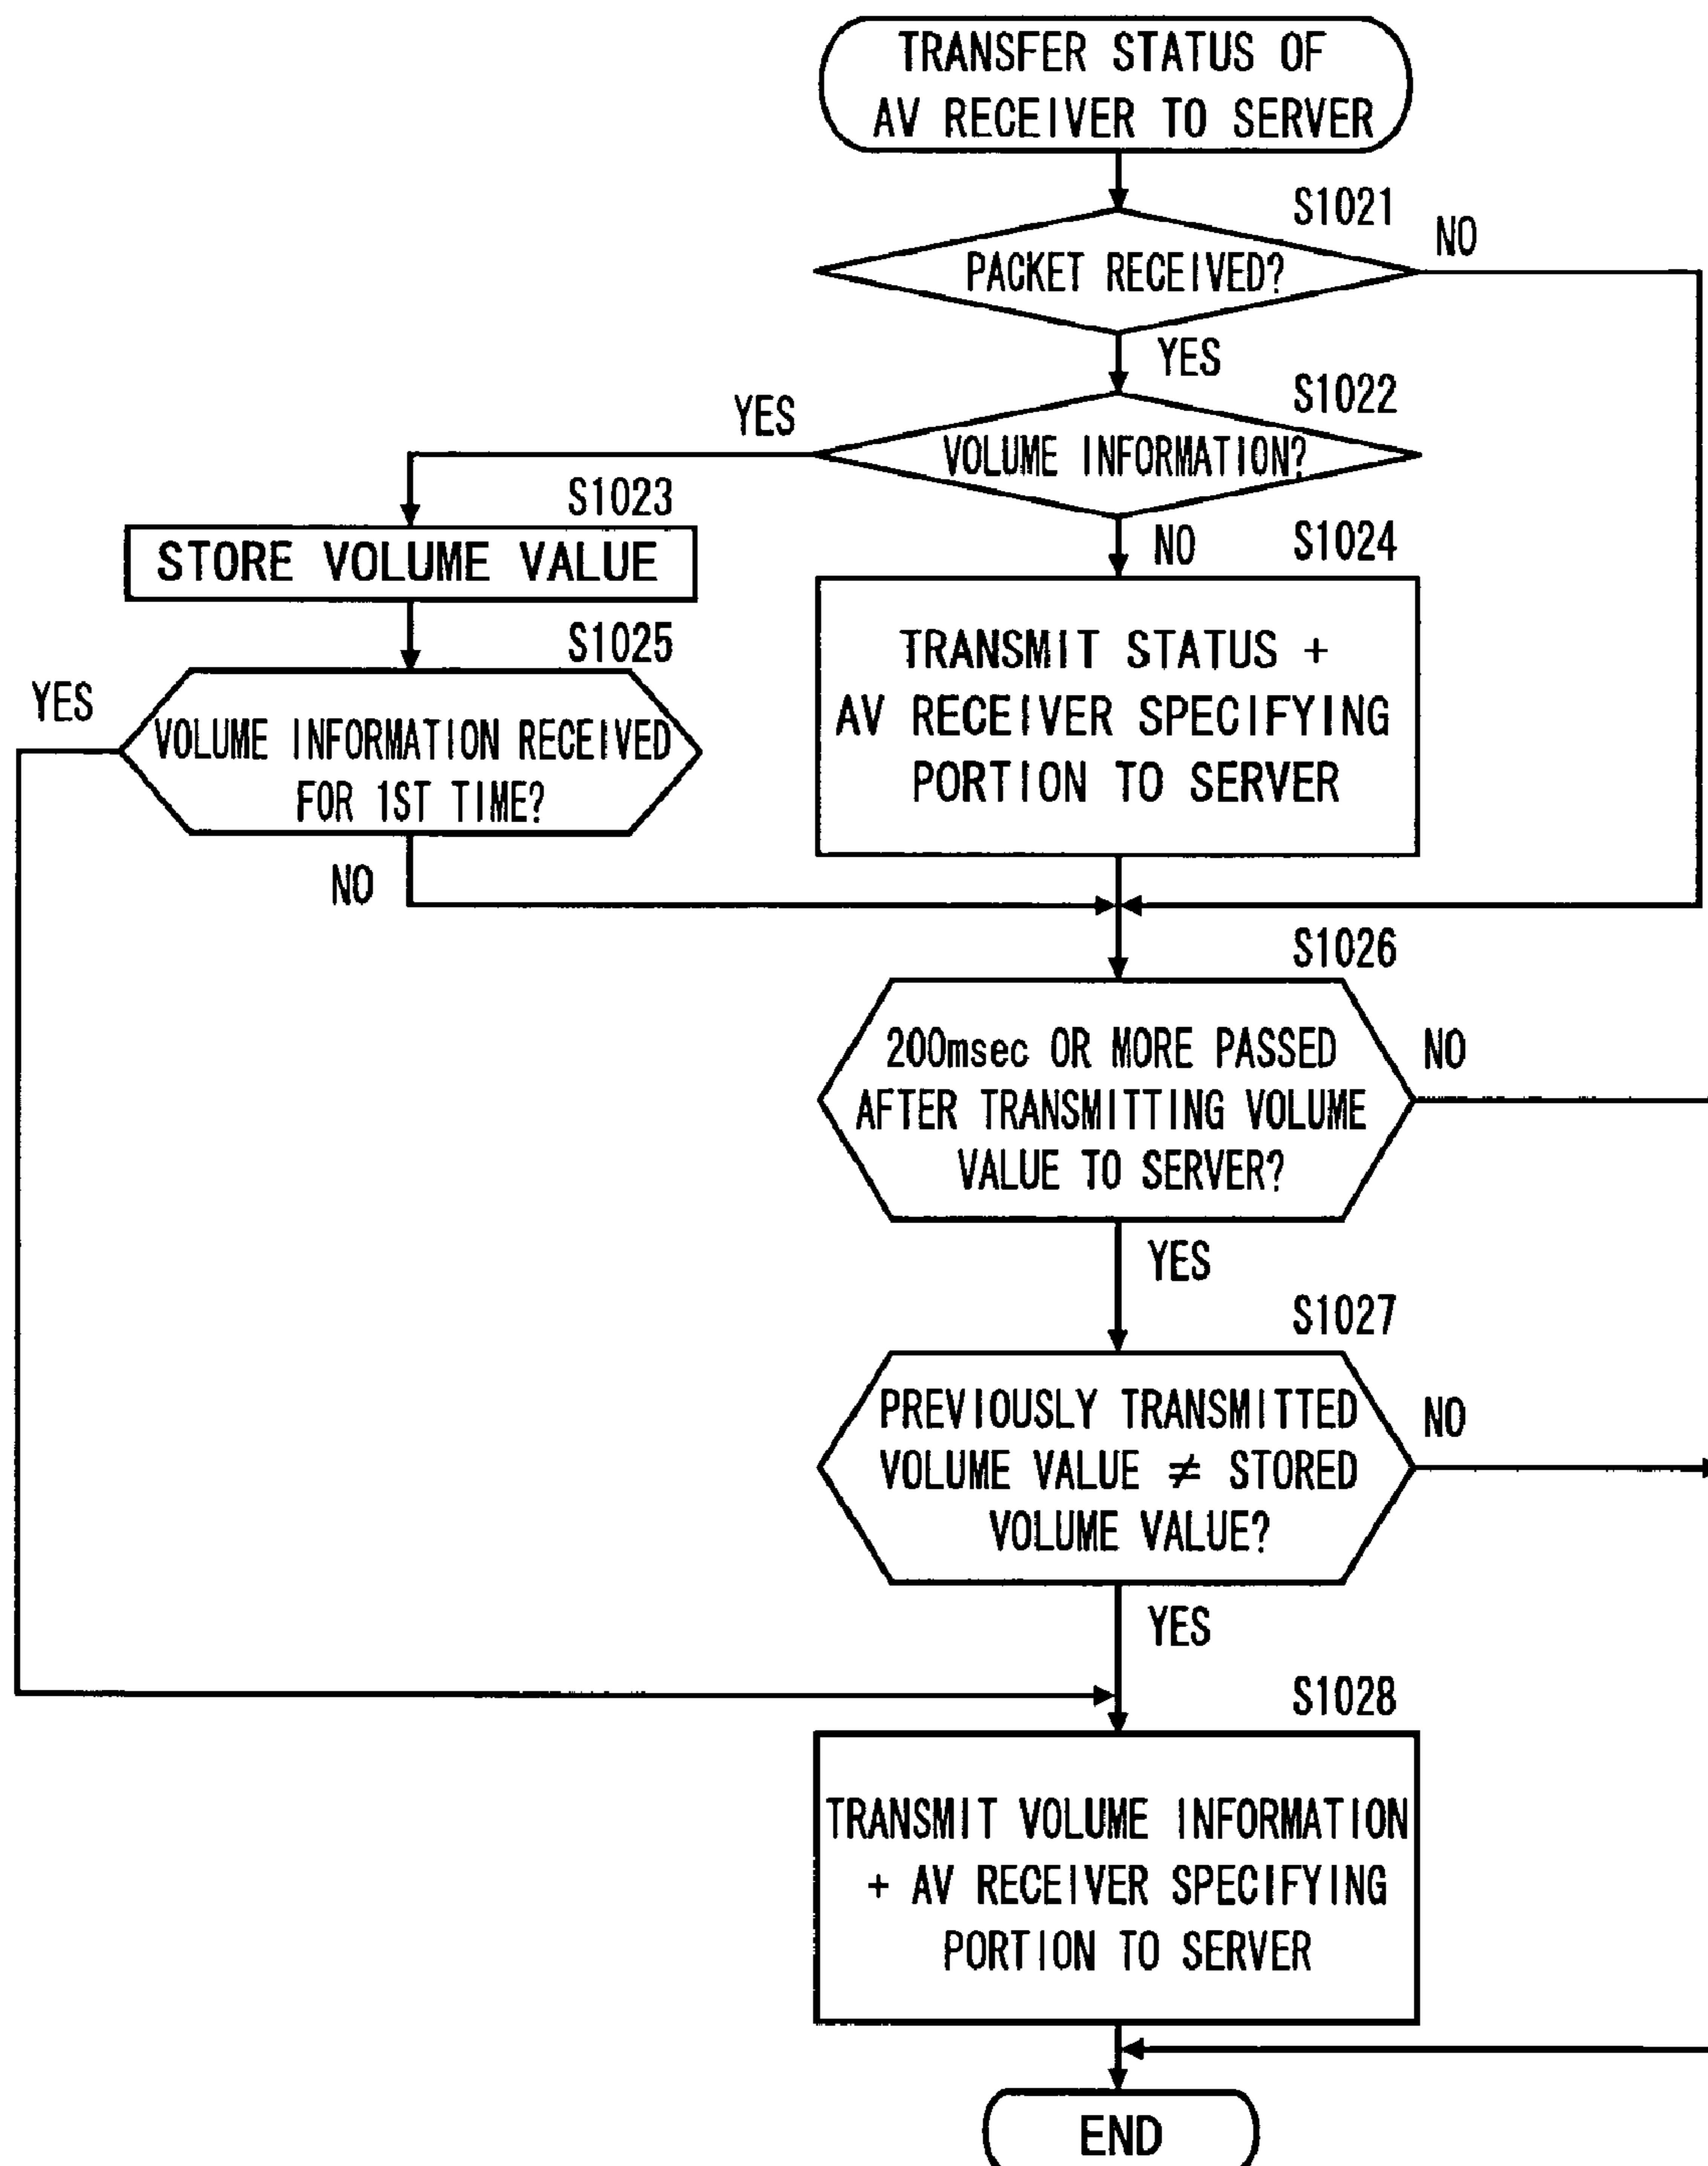 TRANSFER STATUS OF
AV RECEIVER TO SERVER
S1021
NO
PACKET RECEIVED?
YES
S1022
YES
VOLUME INFORMATION?
S1023
NO
S1024
STORE VOLUME VALUE
TRANSMIT STATUS +
AV RECEIVER SPECIFYING
PORTION TO SERVER
S1025
YES
VOLUME INFORMATION RECEIVED
FOR 1ST TIME?
NO
S1026
200msec OR MORE PASSED
AFTER TRANSMITTING VOLUME
VALUE TO SERVER?
NO
YES
S1027
PREVIOUSLY TRANSMITTED
VOLUME VALUE ≠ STORED
VOLUME VALUE?
NO
YES
S1028
TRANSMIT VOLUME INFORMATION
+ AV RECEIVER SPECIFYING
PORTION TO SERVER
END